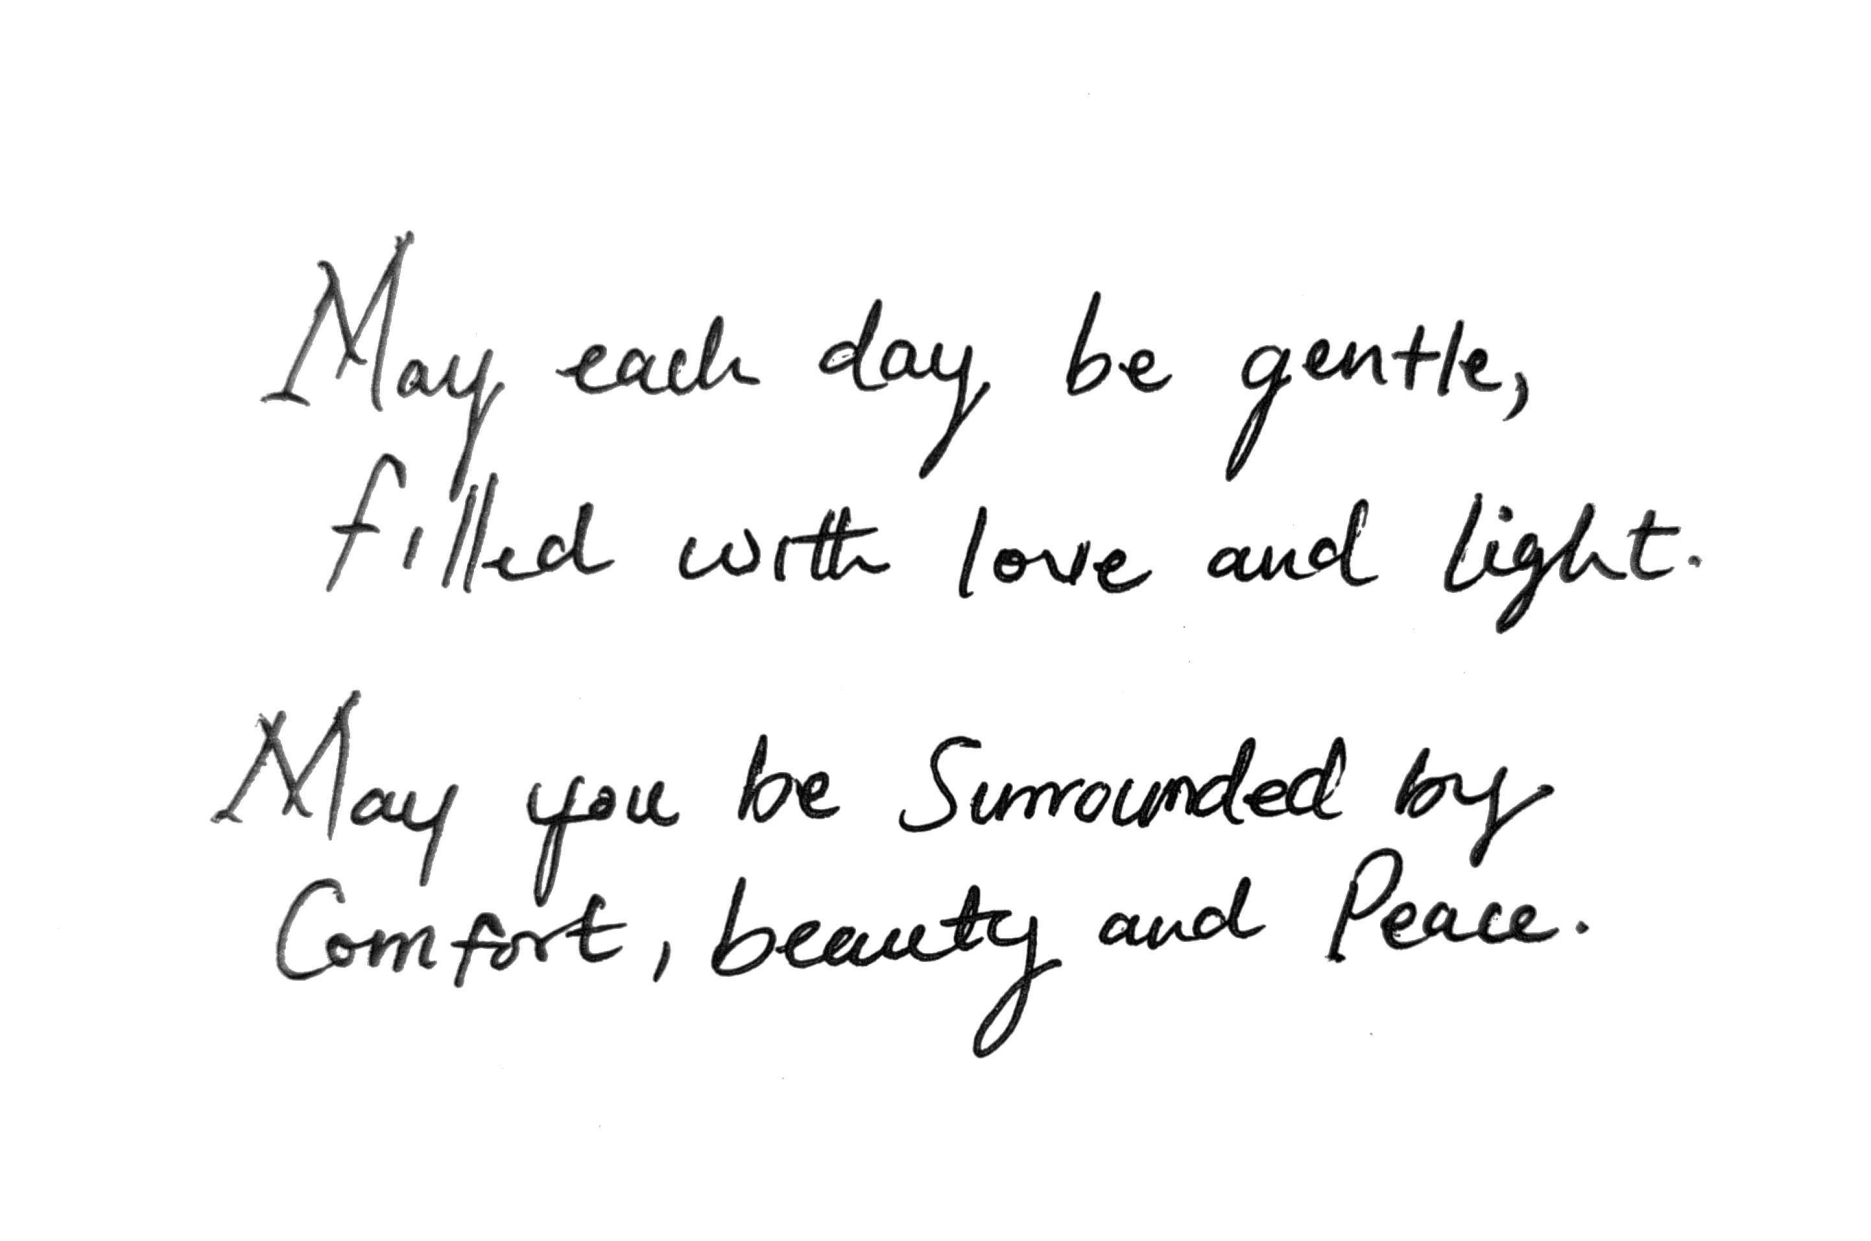 May each day be gentle,
filled with love and light.
May you be Surrounded by
Comfort, beauty and Peace.